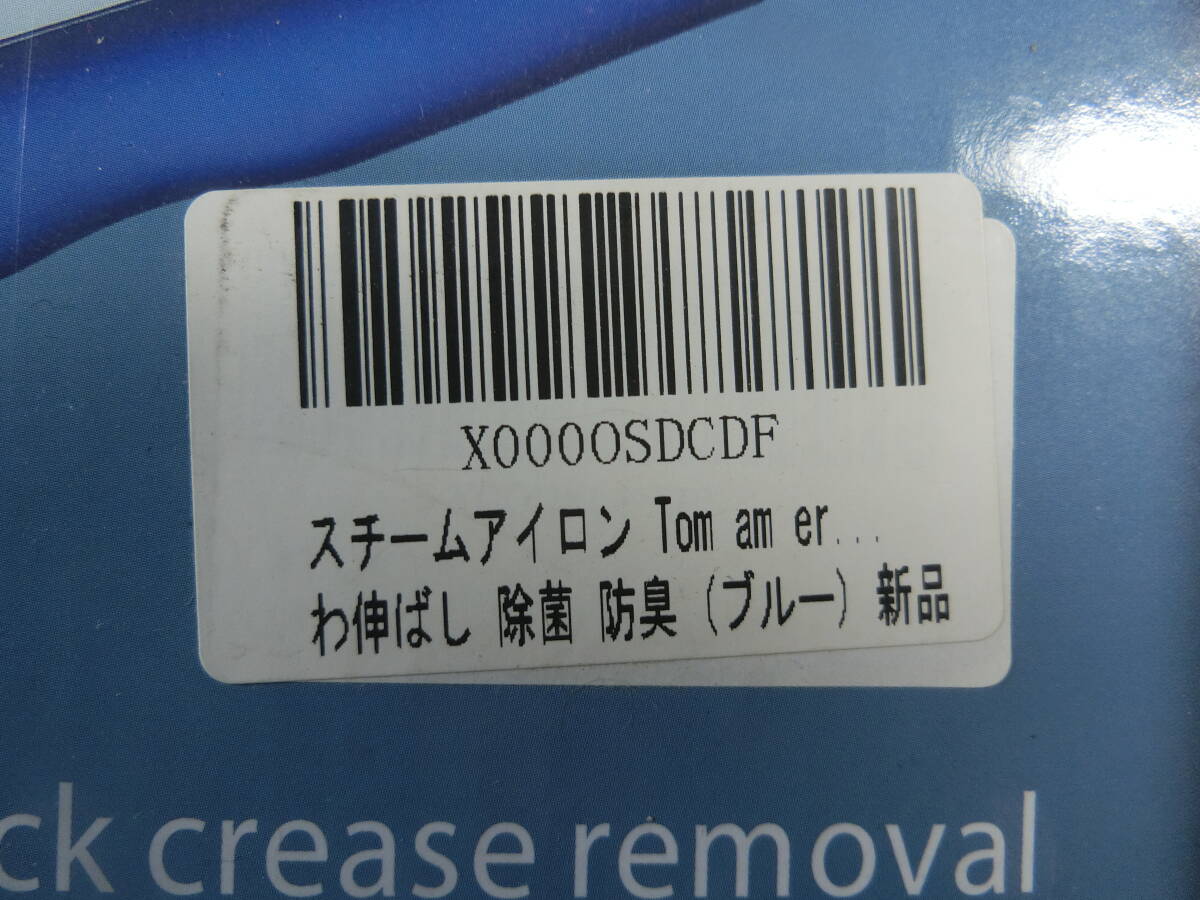 X0000SDCDF
スチームアイロン Tom am er...
わ伸ばし 除菌 防臭 (ブルー) 新品
ck crease removal